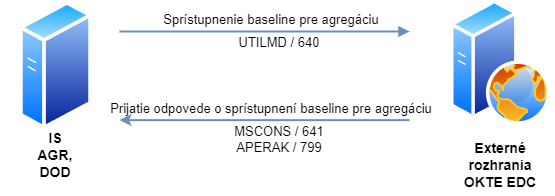 Sprístupnenie baseline pre agregáciu
UTILMD / 640
Prijatie odpovede o sprístupnení baseline pre agregáciu
MSCONS / 641
APERAK / 799
IS
AGR,
DOD
Externé
rozhrania
OKTE EDC